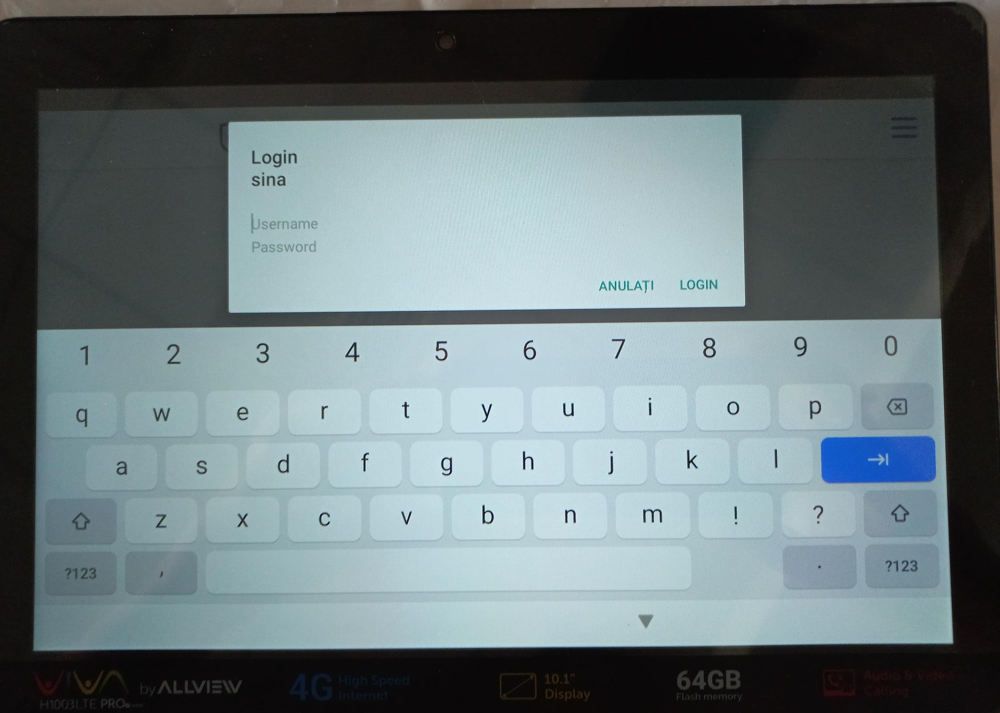 Login
sina
Username
Password
ANULAȚI LOGIN
1 2 3 4 5 6 7 8 9 0
q w e r t y u i o p
a s d f g h j k l
z x c v b n m ! ?
?123 , . ?123
VIVA by ALLVIEW
H1003LTE PRO
4G High Speed
Internet
10.1″
Display
64GB
Flash memory
Audio & Video
Calling